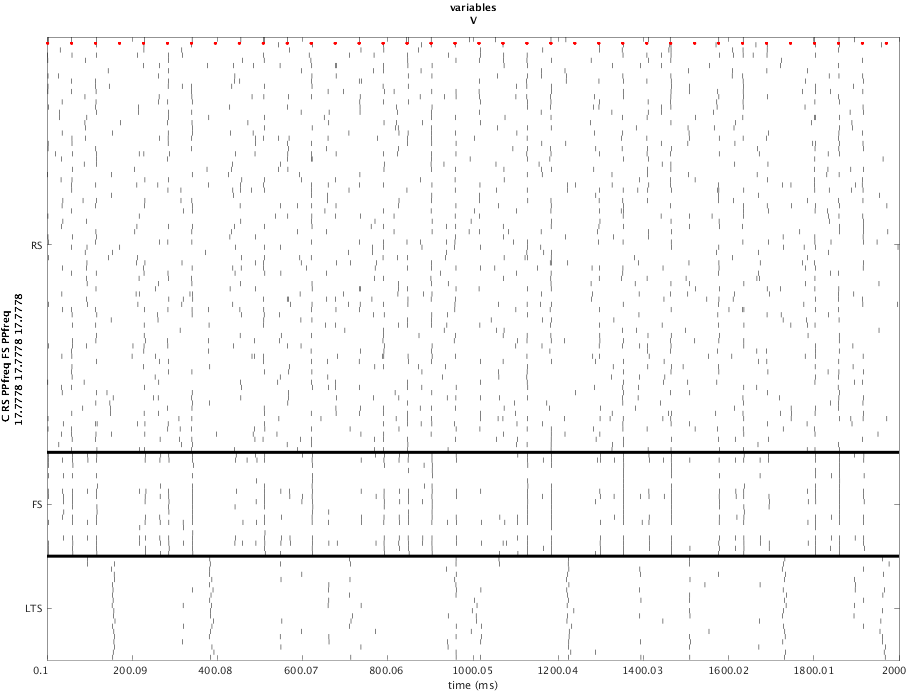 variables
V
C RS PPfreq FS PPfreq
17.7778 17.7778 17.7778
RS
FS
LTS
0.1 200.09 400.08 600.07 800.06 1000.05 1200.04 1400.03 1600.02 1800.01 2000
time (ms)